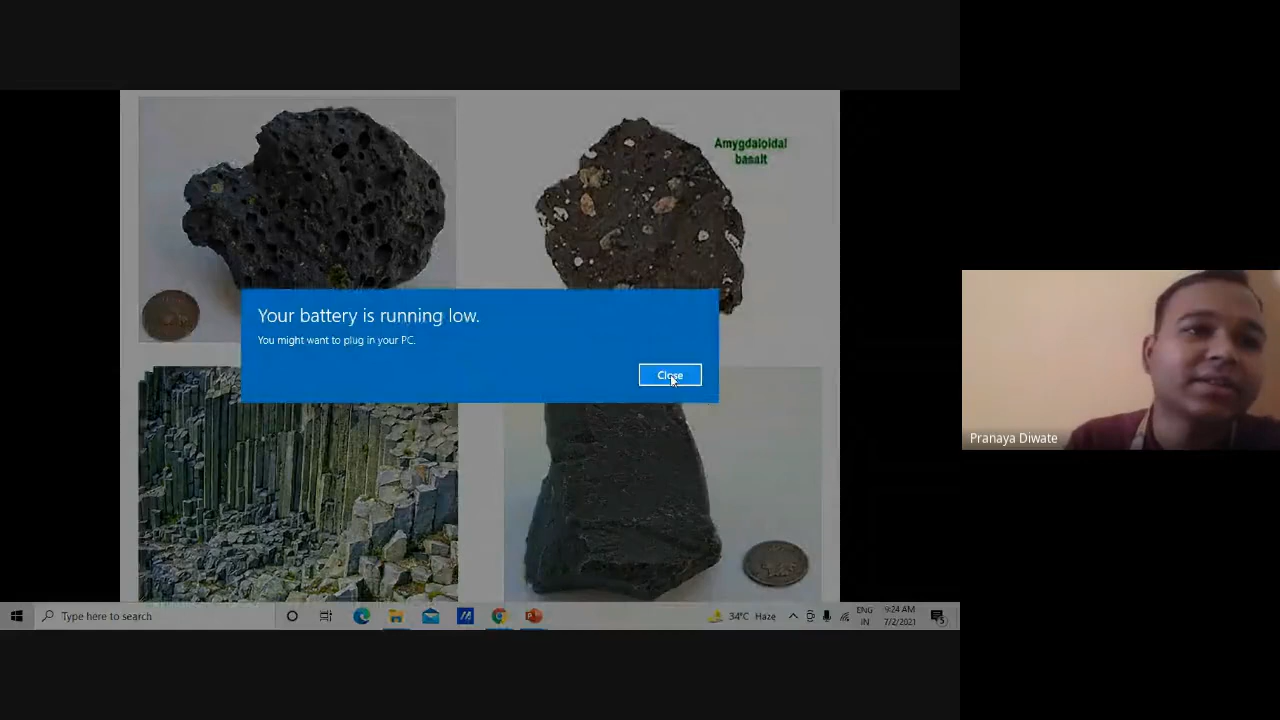 Amygdaloidal
basalt
Your battery is running low.
You might want to plug in your PC.
Close
Pranaya Diwate
Type here to search
34°C Haze
ENG
IN
9:24 AM
7/2/2021